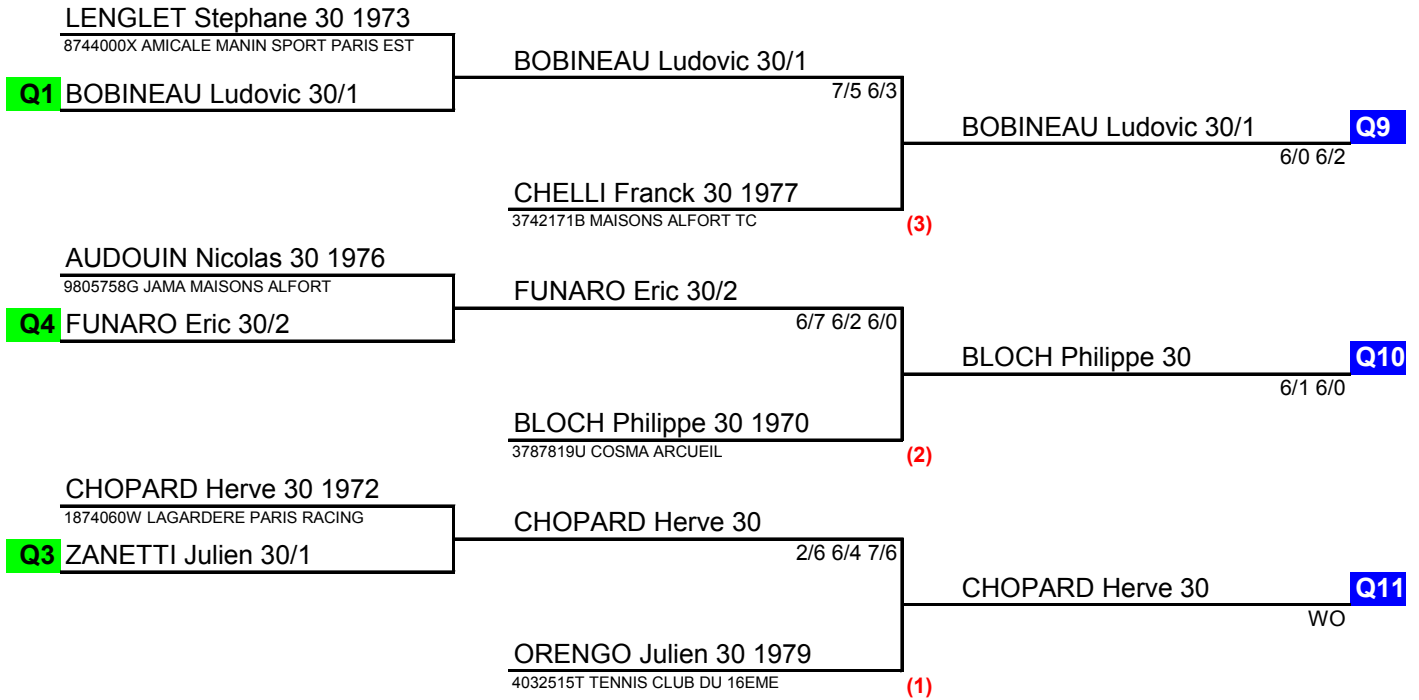 LENGLET Stephane 30 1973
8744000X AMICALE MANIN SPORT PARIS EST
Q1 BOBINEAU Ludovic 30/1
BOBINEAU Ludovic 30/1
7/5 6/3
CHELLI Franck 30 1977
3742171B MAISONS ALFORT TC
(3)
BOBINEAU Ludovic 30/1 Q9
6/0 6/2
AUDOUIN Nicolas 30 1976
9805758G JAMA MAISONS ALFORT
Q4 FUNARO Eric 30/2
FUNARO Eric 30/2
6/7 6/2 6/0
BLOCH Philippe 30 1970
3787819U COSMA ARCUEIL
(2)
BLOCH Philippe 30 Q10
6/1 6/0
CHOPARD Herve 30 1972
1874060W LAGARDERE PARIS RACING
Q3 ZANETTI Julien 30/1
CHOPARD Herve 30
2/6 6/4 7/6
ORENGO Julien 30 1979
4032515T TENNIS CLUB DU 16EME
(1)
CHOPARD Herve 30 Q11
WO